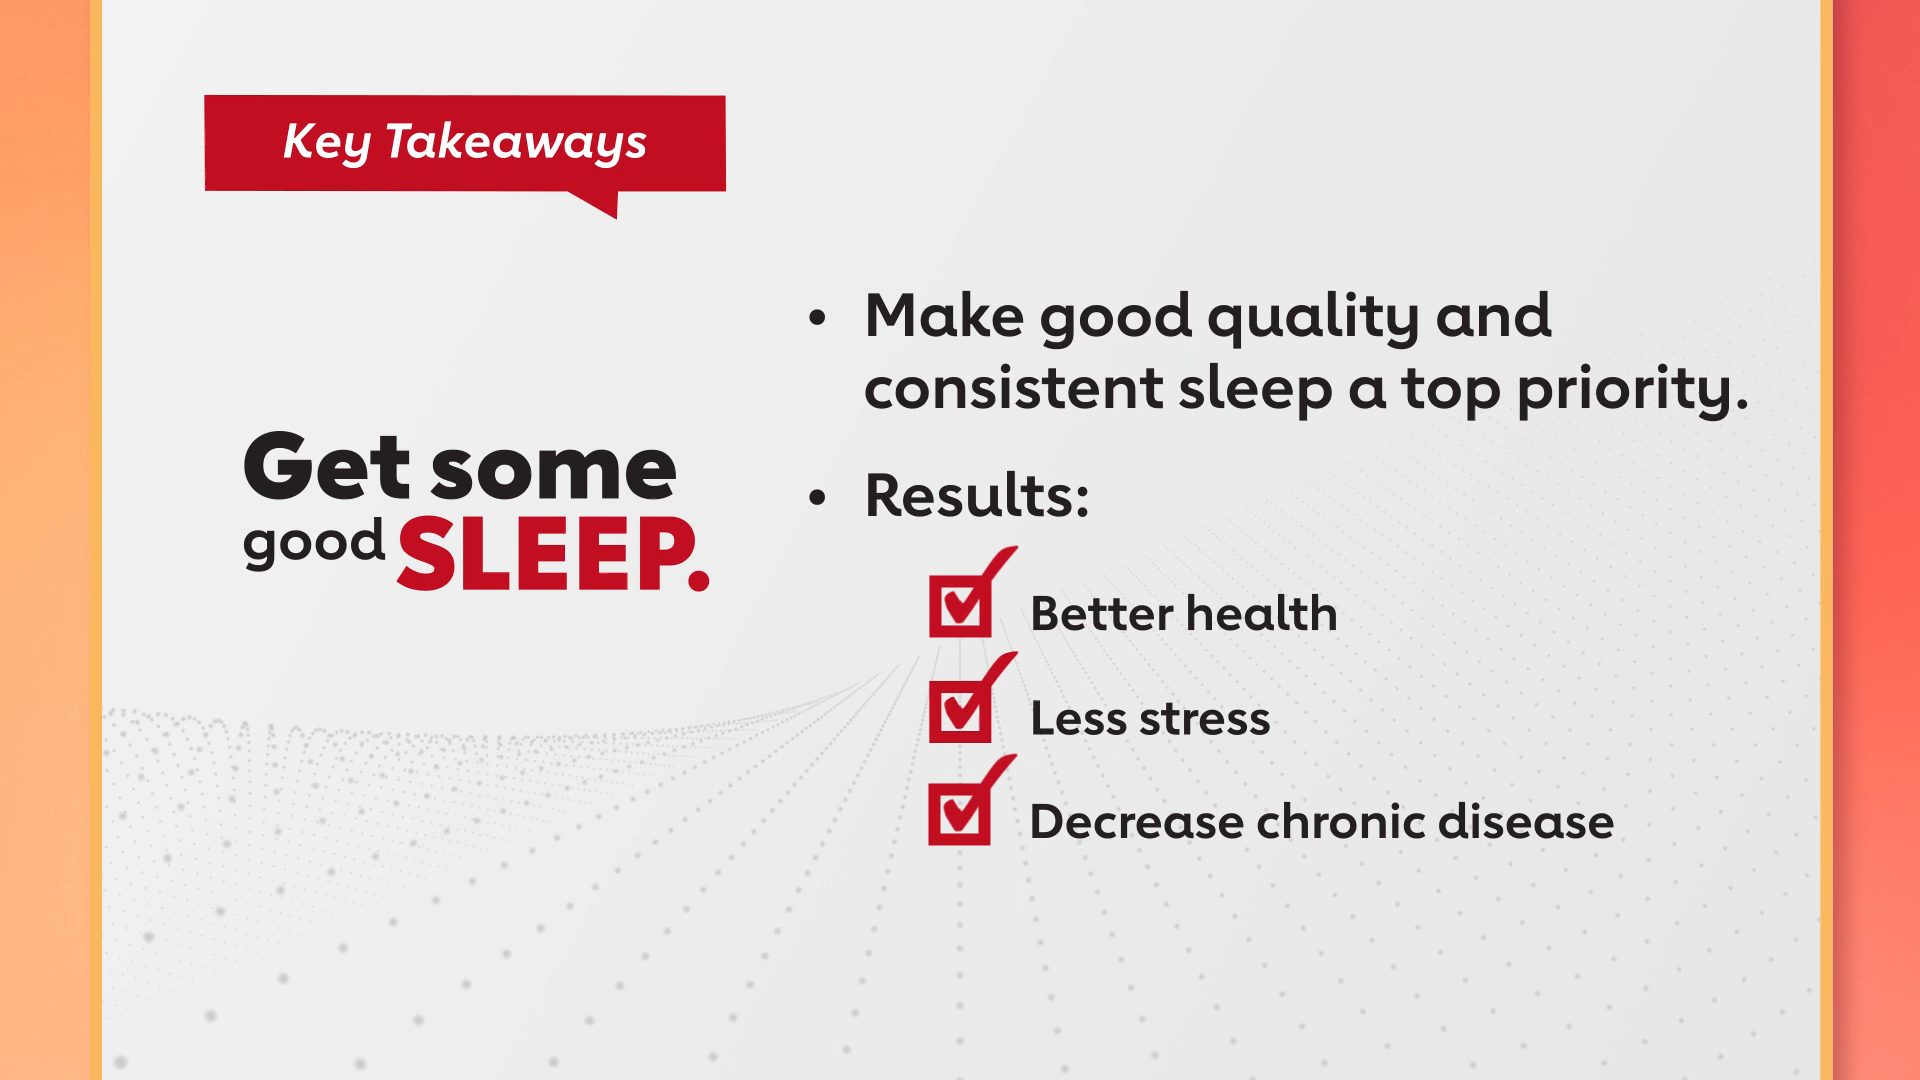 Key Takeaways
Get some
good SLEEP.
• Make good quality and
consistent sleep a top priority.
• Results:
Better health
Less stress
Decrease chronic disease